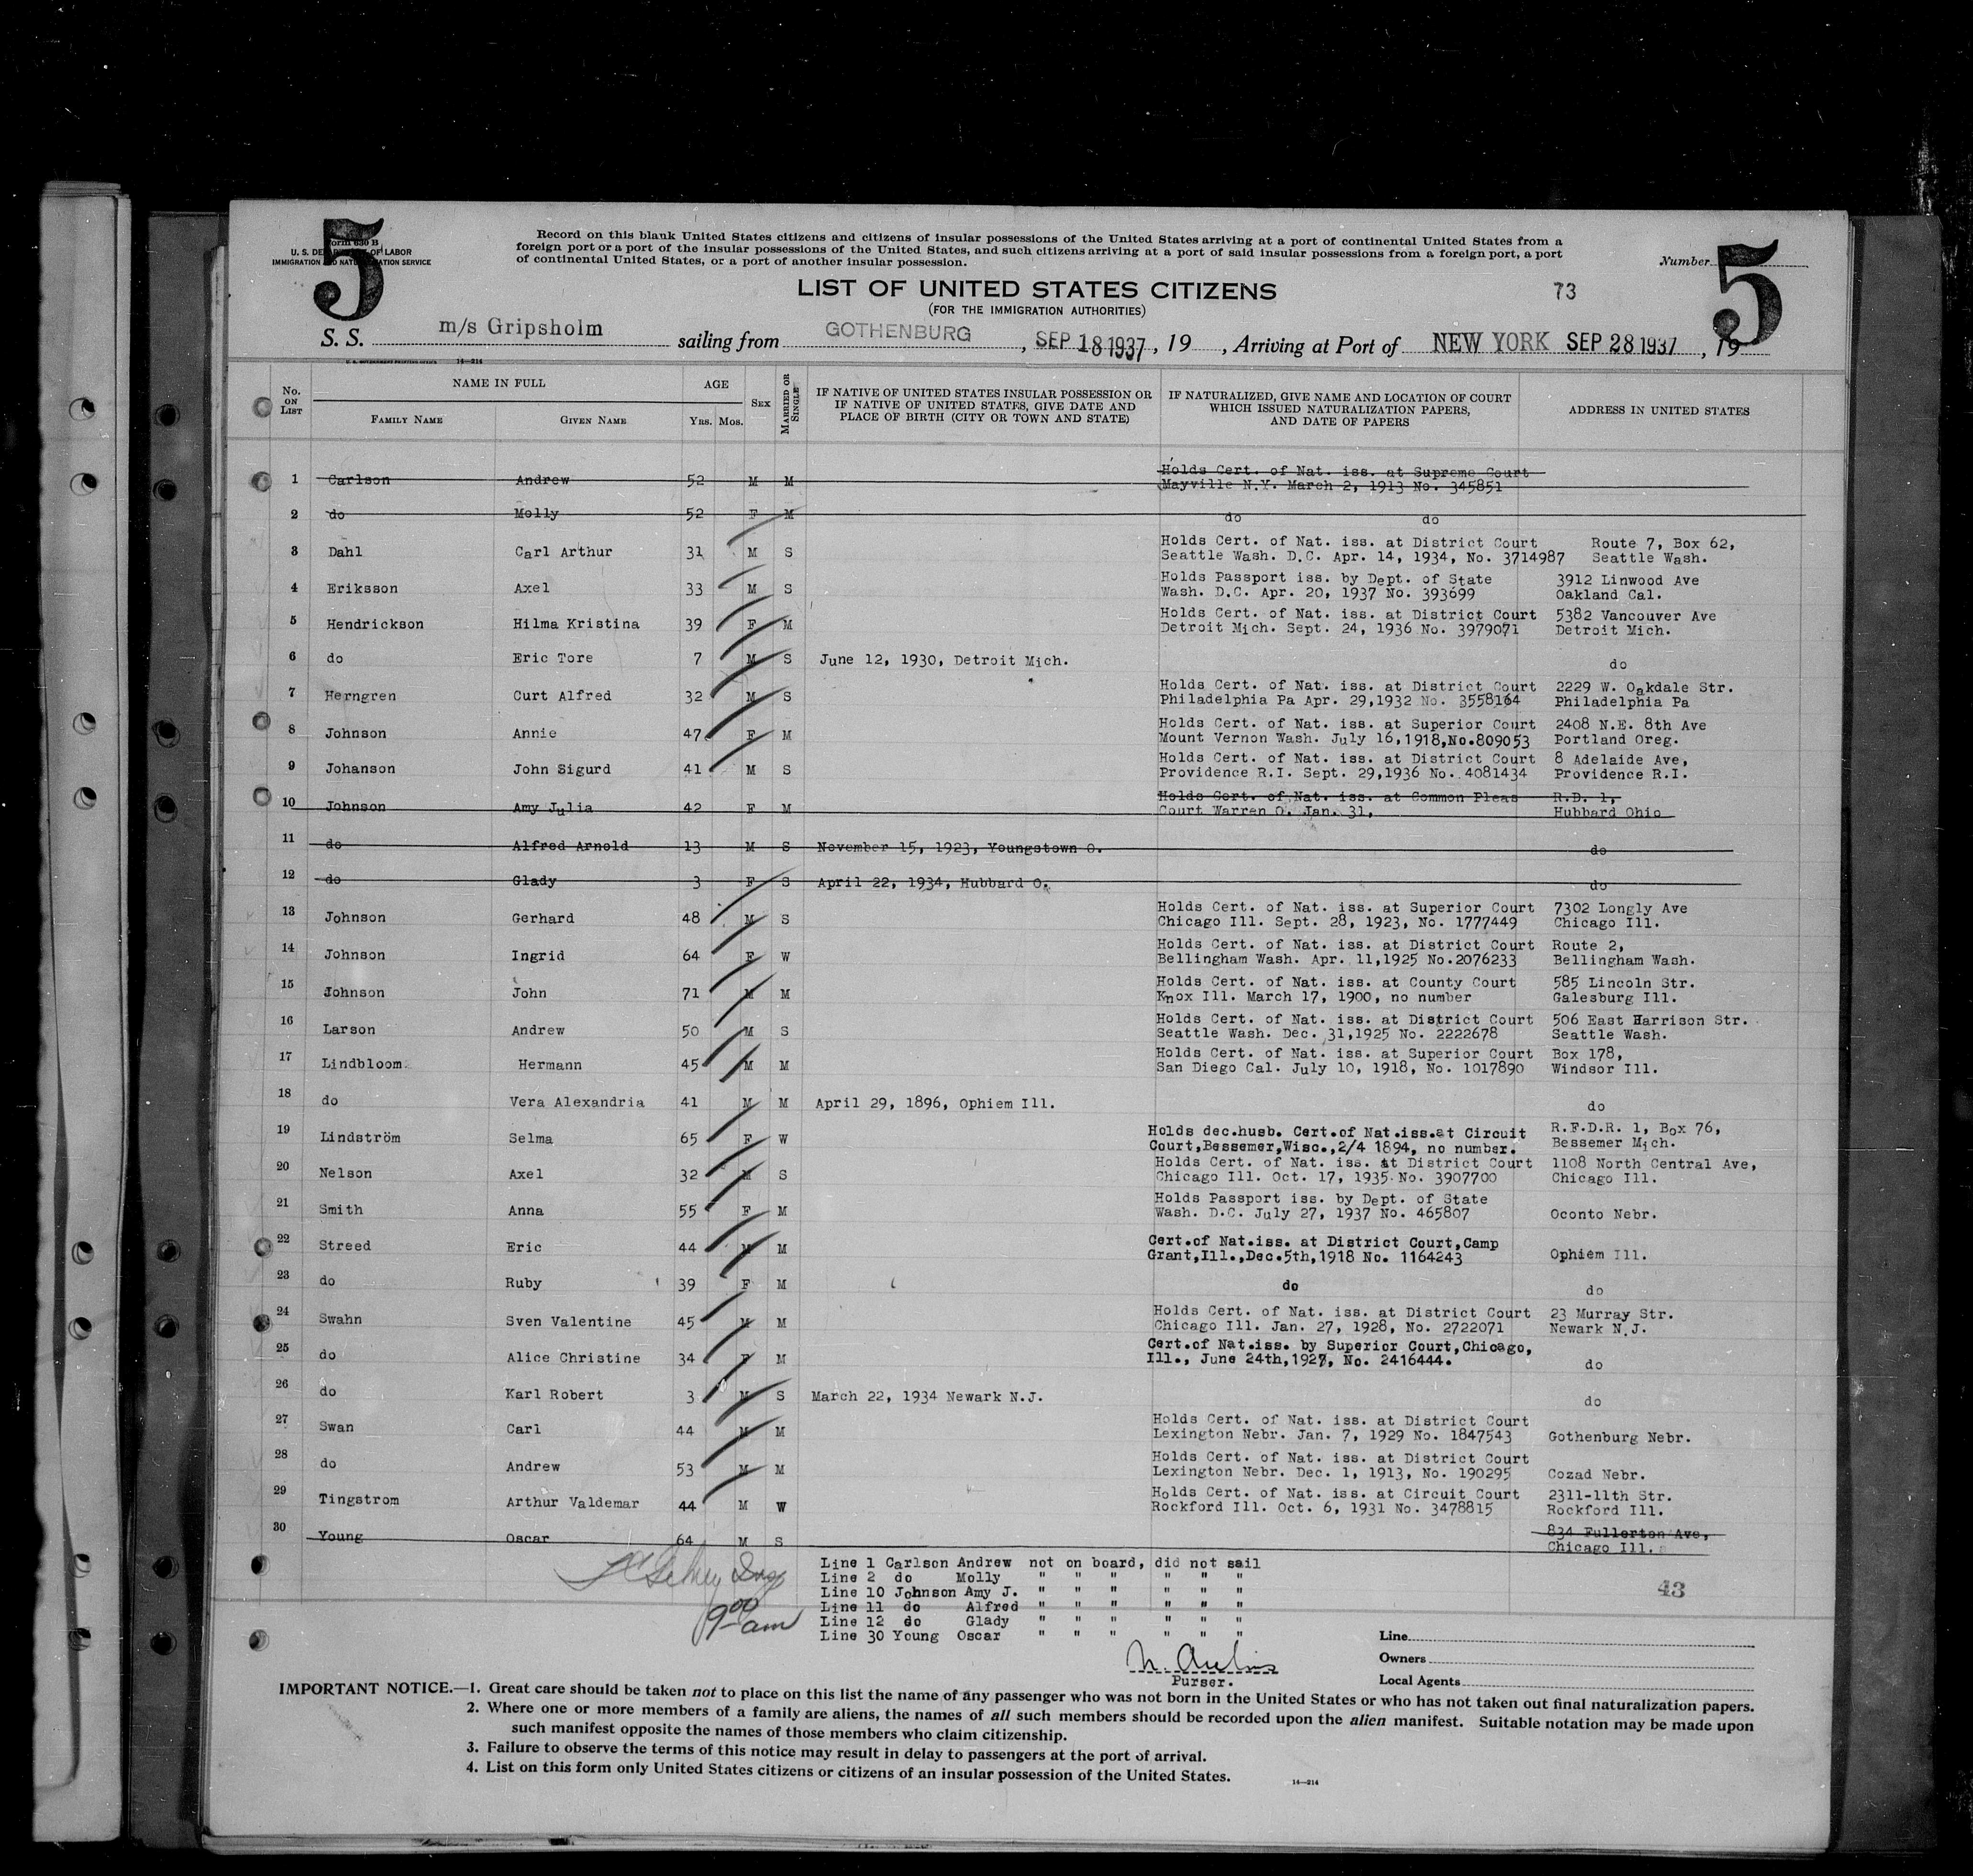 5
Form 630 B
U. S. DEPARTMENT OF LABOR
IMMIGRATION AND NATURALIZATION SERVICE
Record on this blank United States citizens and citizens of insular possessions of the United States arriving at a port of continental United States from a
foreign port or a port of the insular possessions of the United States, and such citizens arriving at a port of said insular possessions from a foreign port, a port
of continental United States, or a port of another insular possession.
Number
5
LIST OF UNITED STATES CITIZENS
73
(FOR THE IMMIGRATION AUTHORITIES)
S. S. m/s Gripsholm sailing from GOTHENBURG, SEP 18 1937, 19 , Arriving at Port of NEW YORK SEP 28 1937, 19
U. S. GOVERNMENT PRINTING OFFICE 14—214
No. ON LIST
NAME IN FULL
FAMILY NAME GIVEN NAME
AGE
YRS. MOS.
SEX
MARRIED OR SINGLE
IF NATIVE OF UNITED STATES INSULAR POSSESSION OR
IF NATIVE OF UNITED STATES, GIVE DATE AND
PLACE OF BIRTH (CITY OR TOWN AND STATE)
IF NATURALIZED, GIVE NAME AND LOCATION OF COURT
WHICH ISSUED NATURALIZATION PAPERS,
AND DATE OF PAPERS
ADDRESS IN UNITED STATES
1 Carlson Andrew 52 M M Holds Cert. of Nat. iss. at Supreme Court
Mayville N.Y. March 2, 1913 No. 345851
2 do Molly 52 F M do do
3 Dahl Carl Arthur 31 M S Holds Cert. of Nat. iss. at District Court Route 7, Box 62,
Seattle Wash. D.C. Apr. 14, 1934, No. 3714987 Seattle Wash.
4 Eriksson Axel 33 M S Holds Passport iss. by Dept. of State 3912 Linwood Ave
Wash. D.C. Apr. 20, 1937 No. 393699 Oakland Cal.
5 Hendrickson Hilma Kristina 39 F M Holds Cert. of Nat. iss. at District Court 5382 Vancouver Ave
Detroit Mich. Sept. 24, 1936 No. 3979071 Detroit Mich.
6 do Eric Tore 7 M S June 12, 1930, Detroit Mich. do
7 Herngren Curt Alfred 32 M S Holds Cert. of Nat. iss. at District Court 2229 W. Oakdale Str.
Philadelphia Pa Apr. 29,1932 No. 3558164 Philadelphia Pa
8 Johnson Annie 47 F M Holds Cert. of Nat. iss. at Superior Court 2408 N.E. 8th Ave
Mount Vernon Wash. July 16,1918,No.809053 Portland Oreg.
9 Johanson John Sigurd 41 M S Holds Cert. of Nat. iss. at District Court 8 Adelaide Ave,
Providence R.I. Sept. 29,1936 No. 4081434 Providence R.I.
10 Johnson Amy Julia 42 F M Holds Cert. of Nat. iss. at Common Pleas R.D. 1,
Court Warren O. Jan. 31, Hubbard Ohio
11 do Alfred Arnold 13 M S November 15, 1923, Youngstown O. do
12 do Glady 3 F S April 22, 1934, Hubbard O. do
13 Johnson Gerhard 48 M S Holds Cert. of Nat. iss. at Superior Court 7302 Longly Ave
Chicago Ill. Sept. 28, 1923, No. 1777449 Chicago Ill.
14 Johnson Ingrid 64 F W Holds Cert. of Nat. iss. at District Court Route 2,
Bellingham Wash. Apr. 11,1925 No.2076233 Bellingham Wash.
15 Johnson John 71 M M Holds Cert. of Nat. iss. at County Court 585 Lincoln Str.
Knox Ill. March 17, 1900, no number Galesburg Ill.
16 Larson Andrew 50 M S Holds Cert. of Nat. iss. at District Court 506 East Harrison Str.
Seattle Wash. Dec. 31,1925 No. 2222678 Seattle Wash.
17 Lindbloom Hermann 45 M M Holds Cert. of Nat. iss. at Superior Court Box 178,
San Diego Cal. July 10, 1918, No. 1017890 Windsor Ill.
18 do Vera Alexandria 41 M M April 29, 1896, Ophiem Ill. do
19 Lindström Selma 65 F W Holds dec.husb. Cert.of Nat.iss.at Circuit R.F.D.R. 1, Box 76,
Court,Bessemer,Wisc.,2/4 1894, no number. Bessemer Mich.
20 Nelson Axel 32 M S Holds Cert. of Nat. iss. at District Court 1108 North Central Ave,
Chicago Ill. Oct. 17, 1935 No. 3907700 Chicago Ill.
21 Smith Anna 55 F M Holds Passport iss. by Dept. of State
Wash. D.C. July 27, 1937 No. 465807 Oconto Nebr.
22 Streed Eric 44 M M Cert.of Nat.iss. at District Court,Camp
Grant,Ill.,Dec.5th,1918 No. 1164243 Ophiem Ill.
23 do Ruby 39 F M do do
24 Swahn Sven Valentine 45 M M Holds Cert. of Nat. iss. at District Court 23 Murray Str.
Chicago Ill. Jan. 27, 1928, No. 2722071 Newark N.J.
25 do Alice Christine 34 F M Cert.of Nat.iss. by Superior Court,Chicago,
Ill., June 24th,1927, No. 2416444. do
26 do Karl Robert 3 M S March 22, 1934 Newark N.J. do
27 Swan Carl 44 M M Holds Cert. of Nat. iss. at District Court
Lexington Nebr. Jan. 7, 1929 No. 1847543 Gothenburg Nebr.
28 do Andrew 53 M M Holds Cert. of Nat. iss. at District Court
Lexington Nebr. Dec. 1, 1913, No. 190295 Cozad Nebr.
29 Tingstrom Arthur Valdemar 44 M W Holds Cert. of Nat. iss. at Circuit Court 2311-11th Str.
Rockford Ill. Oct. 6, 1931 No. 3478815 Rockford Ill.
30 Young Oscar 64 M S 834 Fullerton Ave,
Chicago Ill.
Line 1 Carlson Andrew not on board, did not sail
Line 2 do Molly " " " " " "
Line 10 Johnson Amy J. " " " " " "
Line 11 do Alfred " " " " " "
Line 12 do Glady " " " " " "
Line 30 Young Oscar " " " " " "
9 00 am
43
Purser.
Line
Owners
Local Agents
IMPORTANT NOTICE.—1. Great care should be taken not to place on this list the name of any passenger who was not born in the United States or who has not taken out final naturalization papers.
2. Where one or more members of a family are aliens, the names of all such members should be recorded upon the alien manifest. Suitable notation may be made upon
such manifest opposite the names of those members who claim citizenship.
3. Failure to observe the terms of this notice may result in delay to passengers at the port of arrival.
4. List on this form only United States citizens or citizens of an insular possession of the United States.
14—214